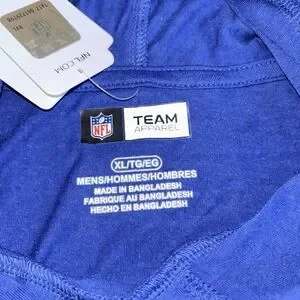 NFL.COM
NFL
TEAM
APPAREL
XL/TG/EG
MENS/HOMMES/HOMBRES
MADE IN BANGLADESH
FABRIQUE AU BANGLADESH
HECHO EN BANGLADESH